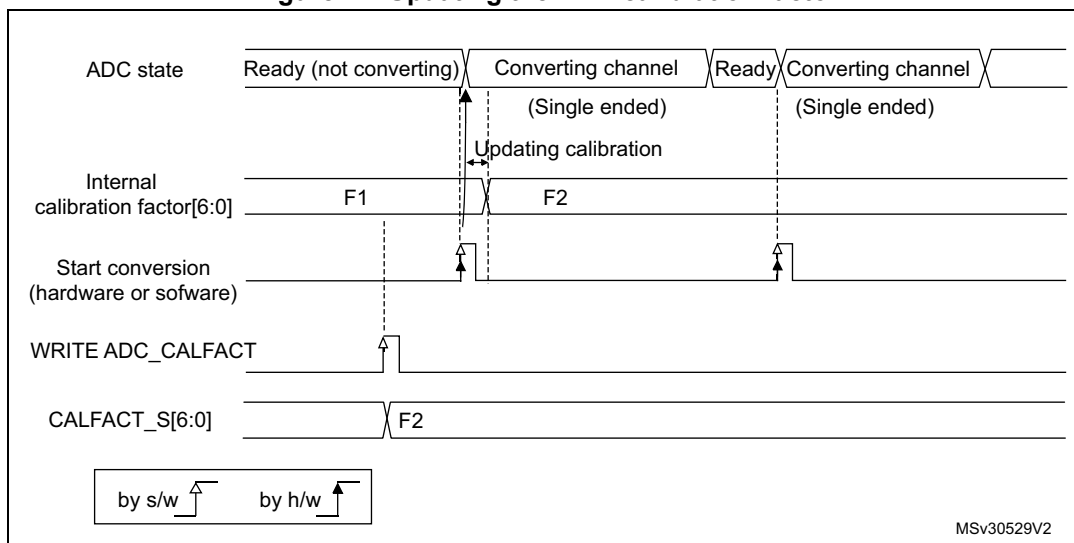 ADC state
Ready (not converting)
Converting channel
Ready
Converting channel
(Single ended)
(Single ended)
Updating calibration
Internal
calibration factor[6:0]
F1
F2
Start conversion
(hardware or sofware)
WRITE ADC_CALFACT
CALFACT_S[6:0]
F2
by s/w
by h/w
MSv30529V2